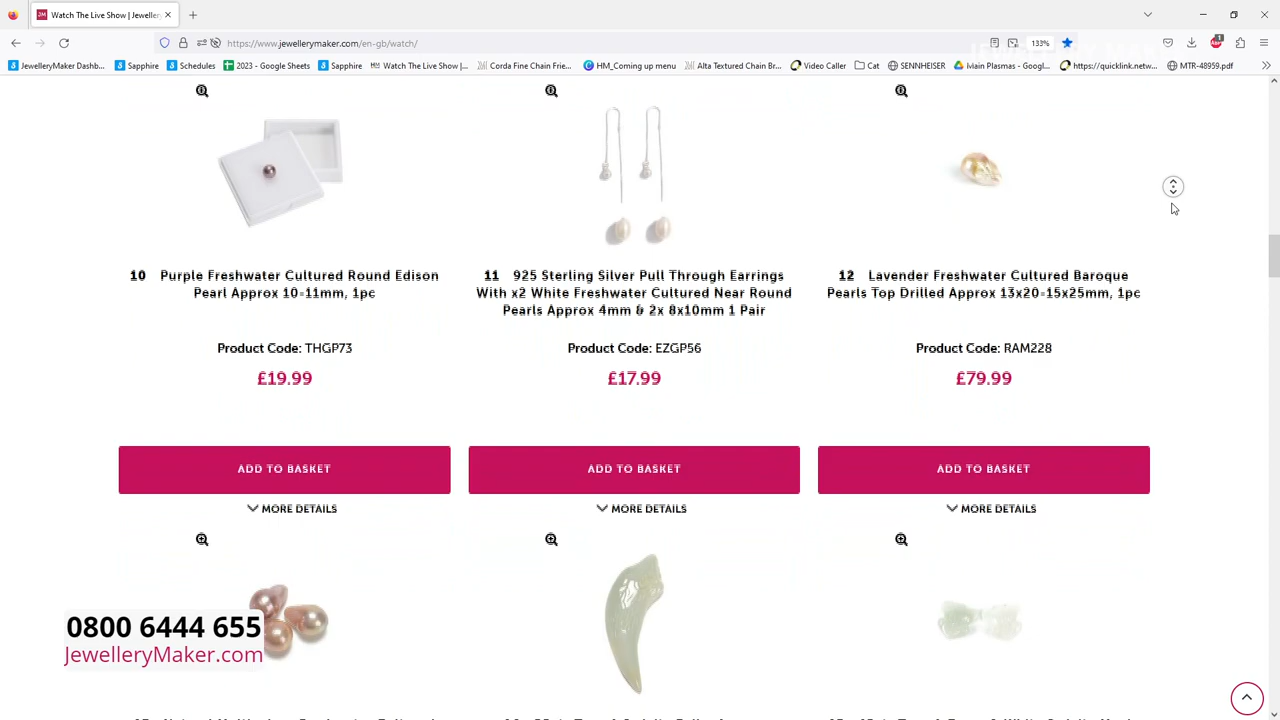 Watch The Live Show | Jeweller
https://www.jewellerymaker.com/en-gb/watch/
133%
JewelleryMaker Dashb...
Sapphire
Schedules
2023 - Google Sheets
Sapphire
Watch The Live Show |...
Corda Fine Chain Frie...
HM_Coming up menu
Alta Textured Chain Br...
Video Caller
Cat
SENNHEISER
Main Plasmas - Googl...
https://quicklink.netw...
MTR-48959.pdf
10 Purple Freshwater Cultured Round Edison
Pearl Approx 10-11mm, 1pc
Product Code: THGP73
£19.99
ADD TO BASKET
MORE DETAILS
11 925 Sterling Silver Pull Through Earrings
With x2 White Freshwater Cultured Near Round
Pearls Approx 4mm & 2x 8x10mm 1 Pair
Product Code: EZGP56
£17.99
ADD TO BASKET
MORE DETAILS
12 Lavender Freshwater Cultured Baroque
Pearls Top Drilled Approx 13x20-15x25mm, 1pc
Product Code: RAM228
£79.99
ADD TO BASKET
MORE DETAILS
0800 6444 655
JewelleryMaker.com